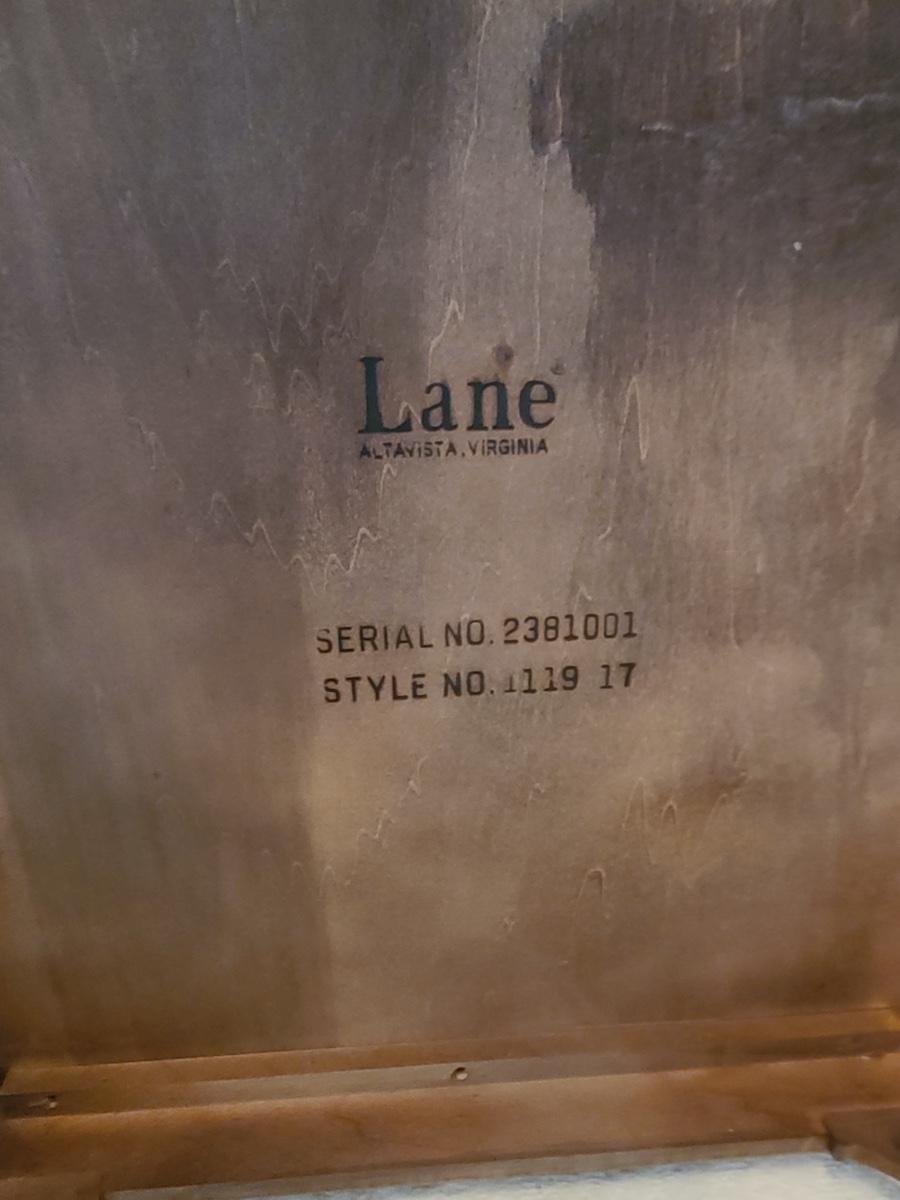 Lane®
ALTAVISTA, VIRGINIA
SERIAL NO. 2381001
STYLE NO. 1119 17